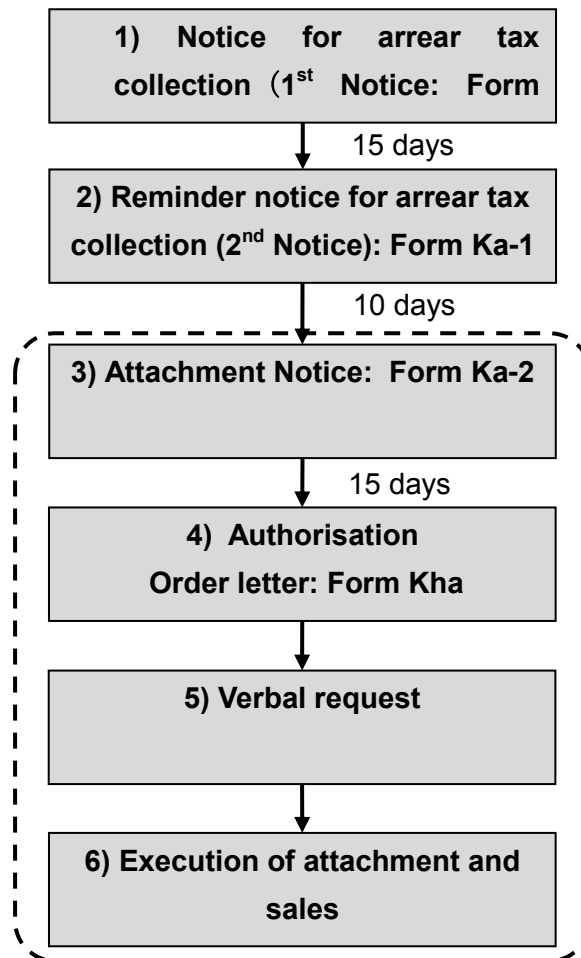 1) Notice for arrear tax
collection (1st Notice: Form
15 days
2) Reminder notice for arrear tax
collection (2nd Notice): Form Ka-1
10 days
3) Attachment Notice: Form Ka-2
15 days
4) Authorisation
Order letter: Form Kha
5) Verbal request
6) Execution of attachment and
sales